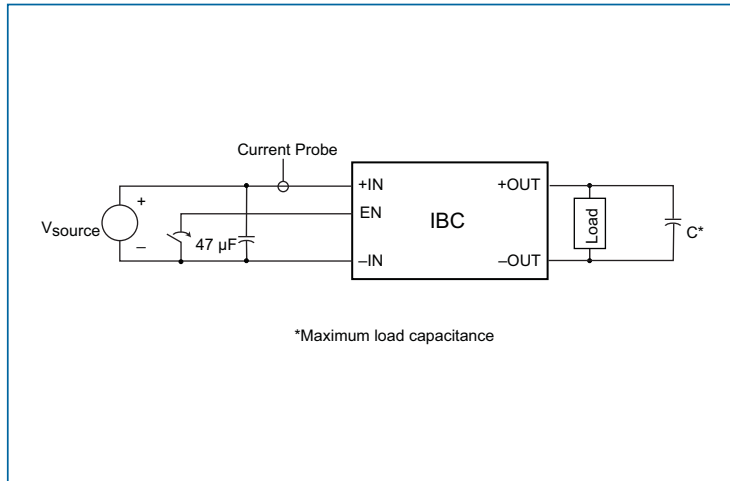 Current Probe
+IN
+OUT
+
EN
IBC
Load
Vsource
47 µF
C*
–
–IN
–OUT
*Maximum load capacitance